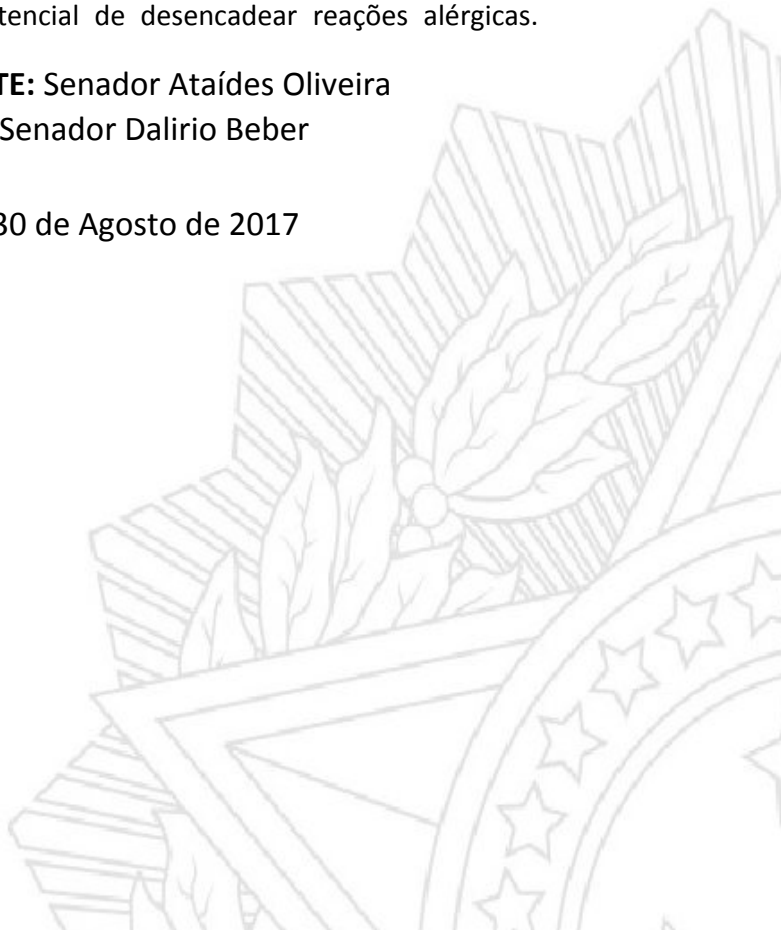 tencial de desencadear reações alérgicas.
TE: Senador Ataídes Oliveira
Senador Dalirio Beber
30 de Agosto de 2017